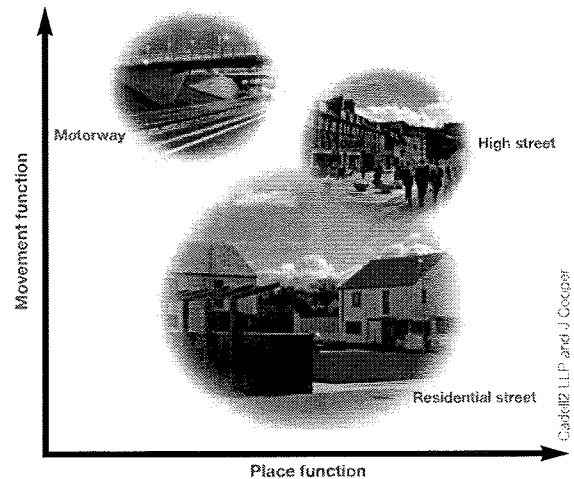 Motorway
High street
Movement function
Residential street
Place function
Cadell2 LLP and J Cooper